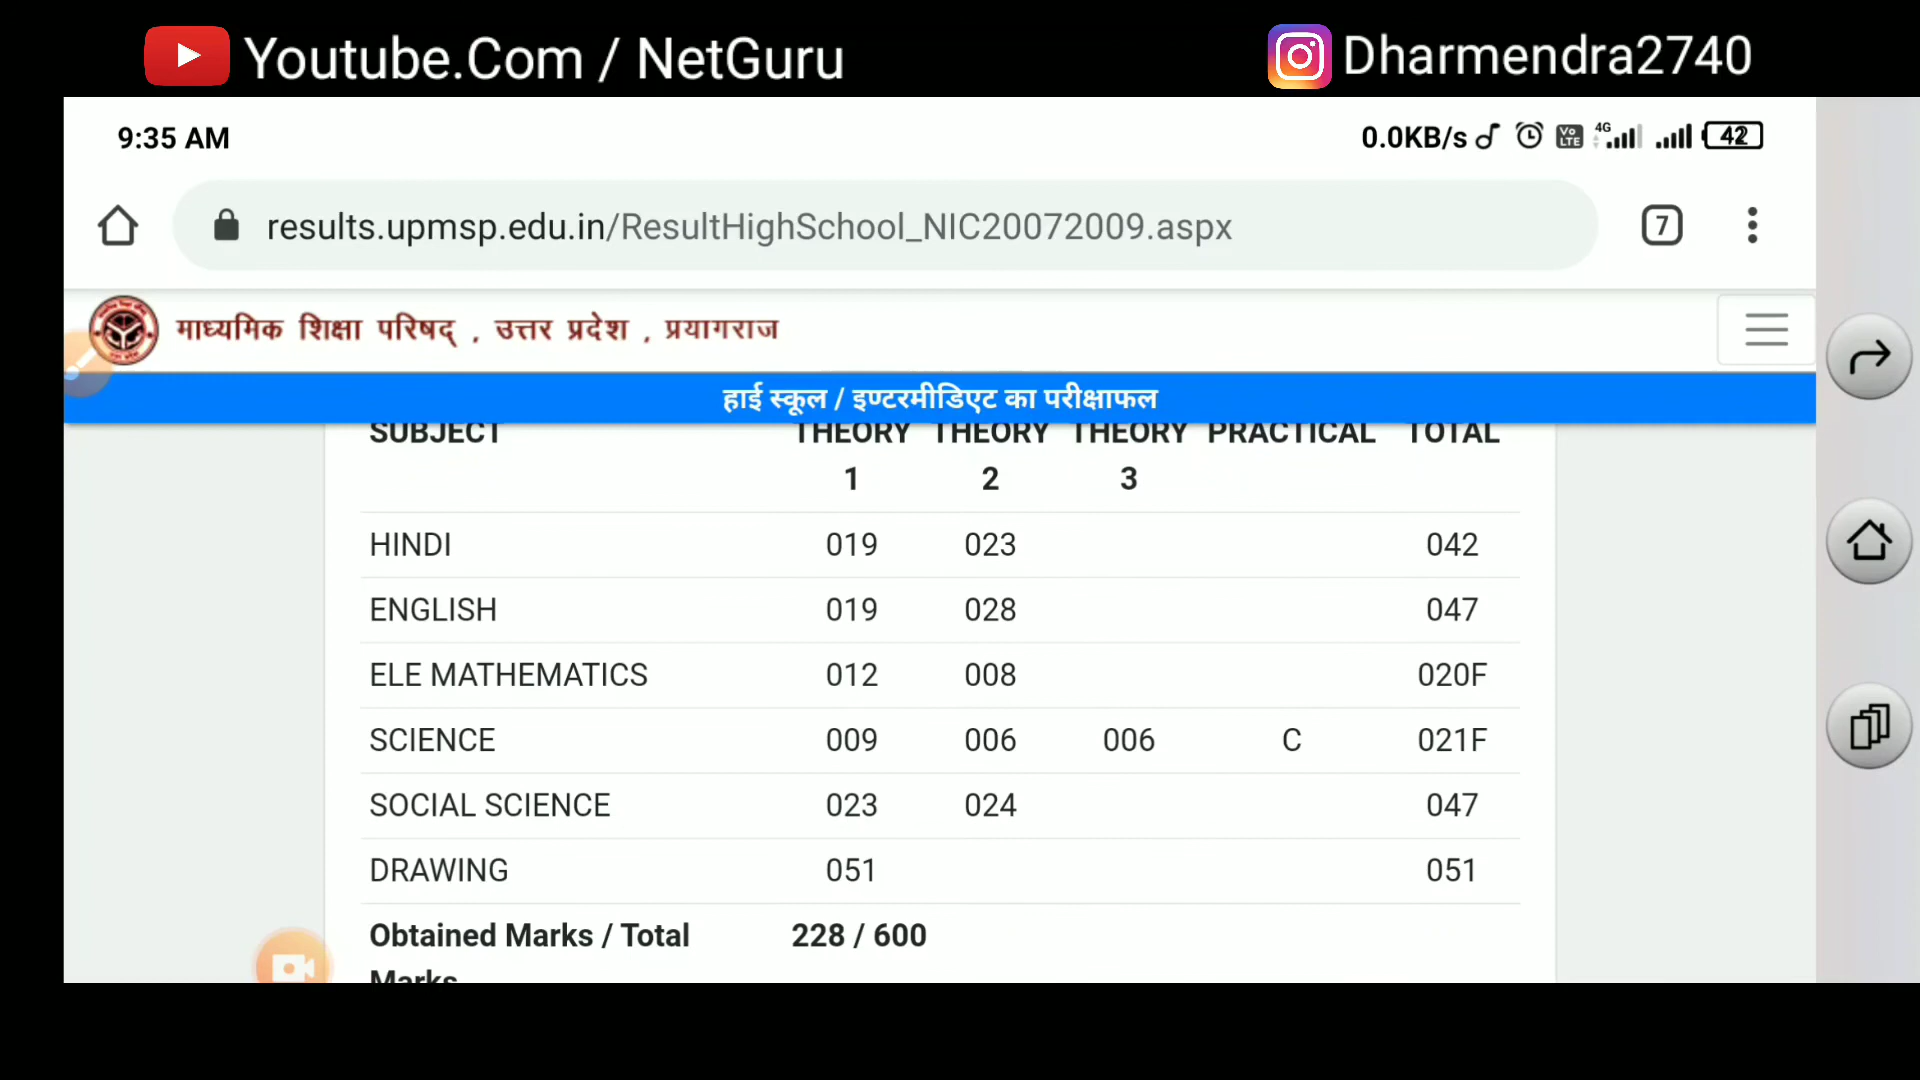 Youtube.Com / NetGuru
Dharmendra2740
9:35 AM
0.0KB/s
Vo LTE
4G
42
results.upmsp.edu.in/ResultHighSchool_NIC20072009.aspx
7
माध्यमिक शिक्षा परिषद् , उत्तर प्रदेश , प्रयागराज
हाई स्कूल / इण्टरमीडिएट का परीक्षाफल
SUBJECT THEORY 1 THEORY 2 THEORY 3 PRACTICAL TOTAL
HINDI 019 023 042
ENGLISH 019 028 047
ELE MATHEMATICS 012 008 020F
SCIENCE 009 006 006 C 021F
SOCIAL SCIENCE 023 024 047
DRAWING 051 051
Obtained Marks / Total 228 / 600
Marks